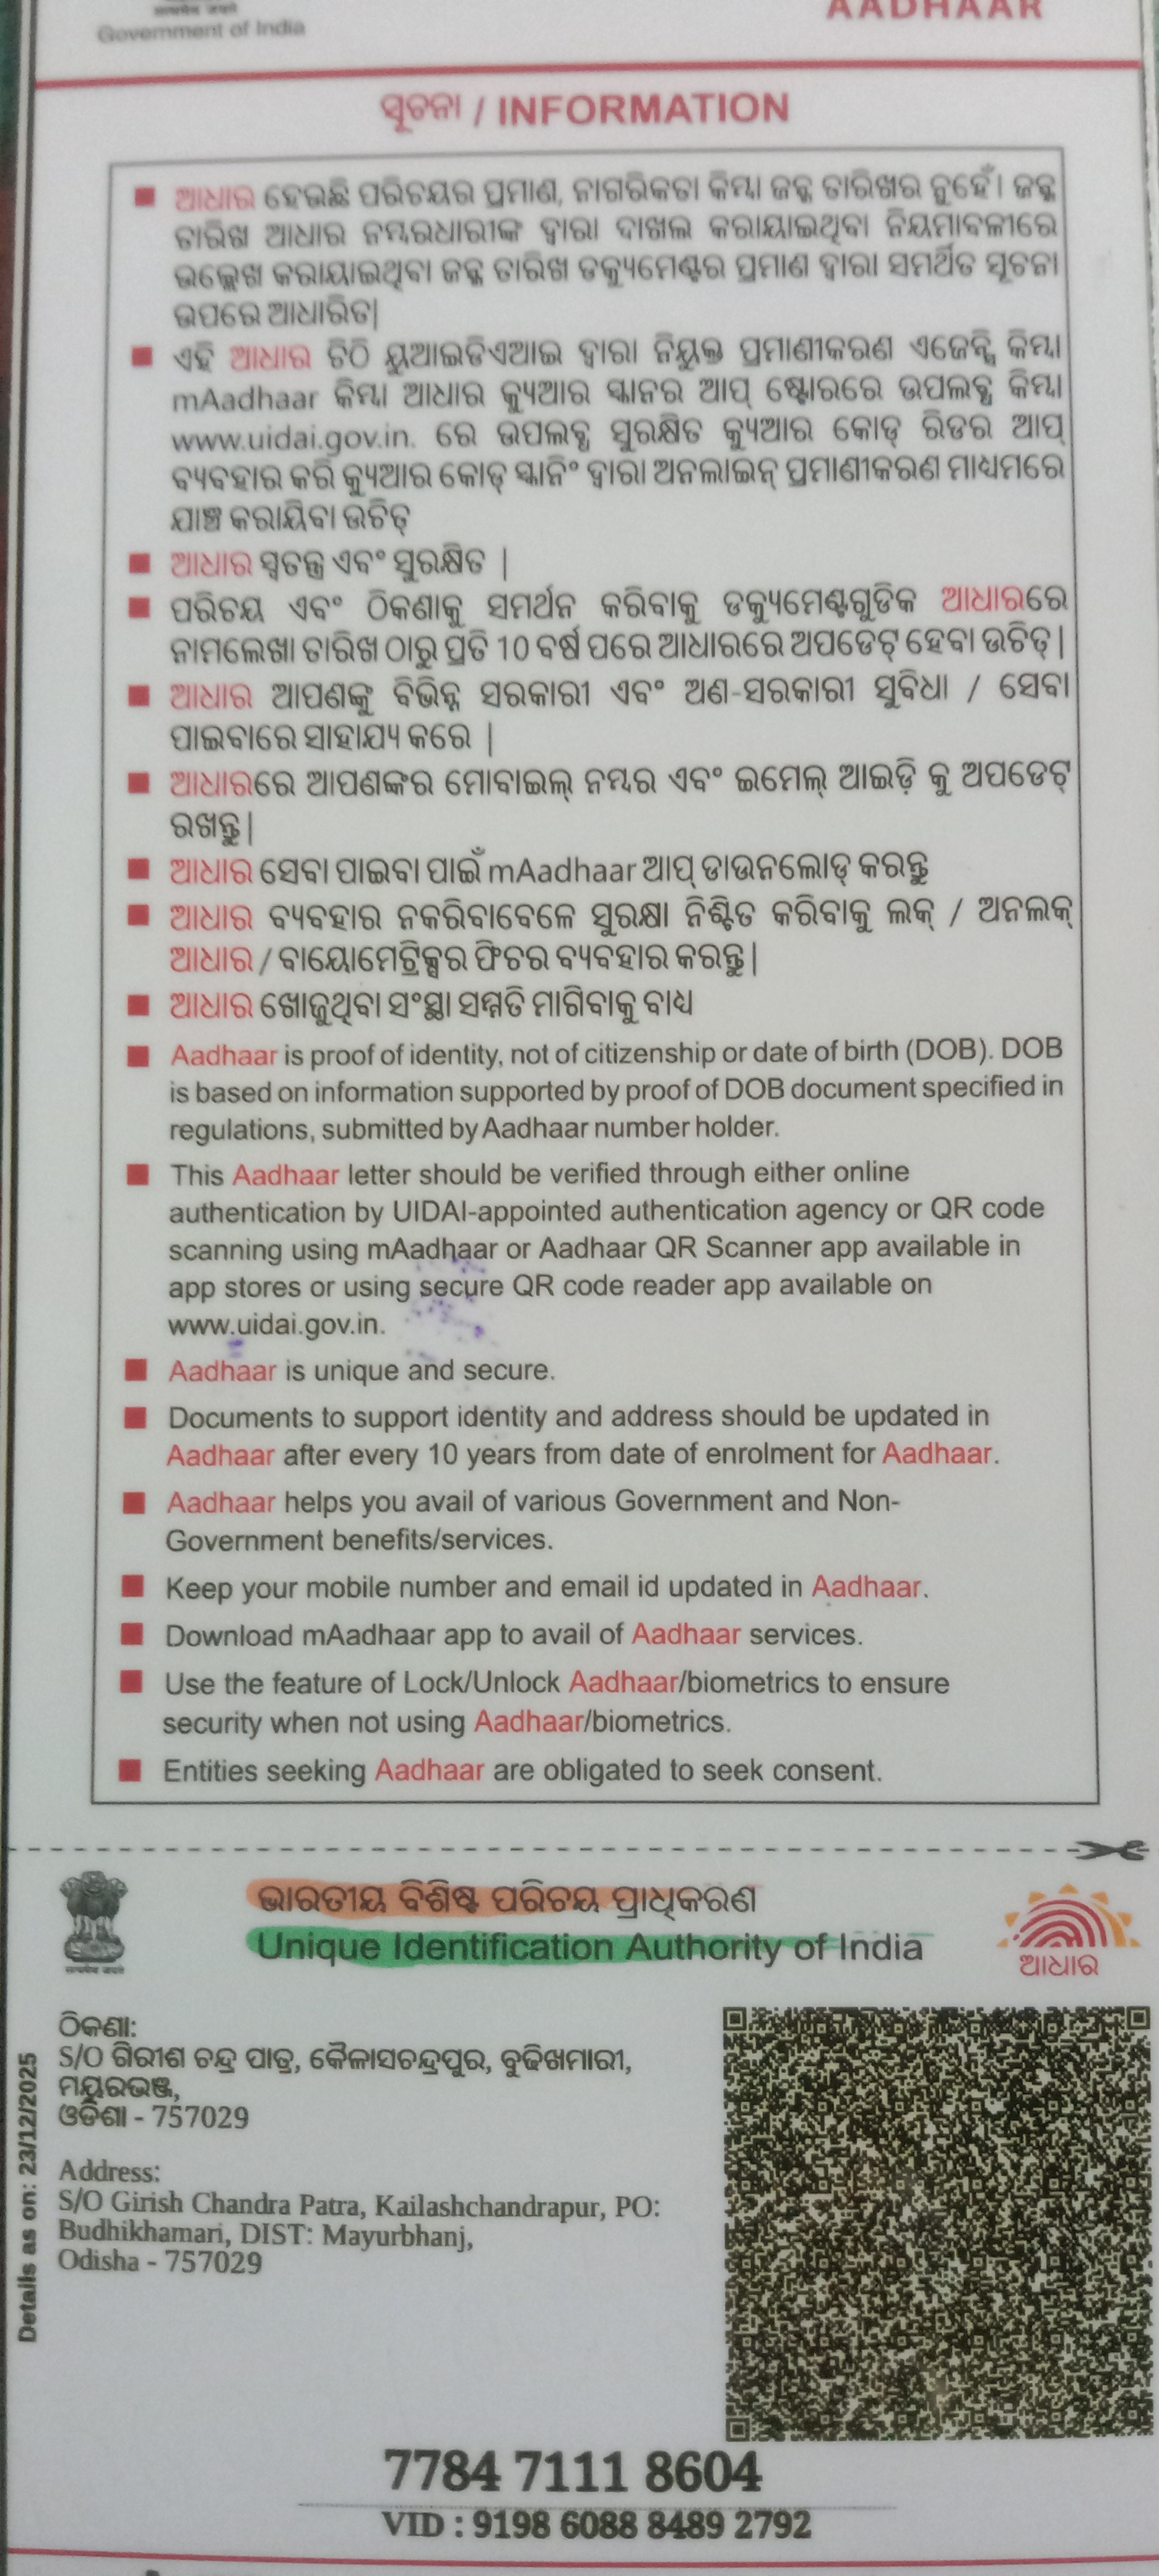 सत्यमेव जयते
Government of India
AADHAAR
ସୂଚନା / INFORMATION
ଆଧାର ହେଉଛି ପରିଚୟର ପ୍ରମାଣ, ନାଗରିକତା କିମ୍ବା ଜନ୍ମ ତାରିଖର ନୁହେଁ। ଜନ୍ମ
ତାରିଖ ଆଧାର ନମ୍ବରଧାରୀଙ୍କ ଦ୍ୱାରା ଦାଖଲ କରାଯାଇଥିବା ନିୟମାବଳୀରେ
ଉଲ୍ଲେଖ କରାଯାଇଥିବା ଜନ୍ମ ତାରିଖ ଡକ୍ୟୁମେଣ୍ଟର ପ୍ରମାଣ ଦ୍ୱାରା ସମର୍ଥିତ ସୂଚନା
ଉପରେ ଆଧାରିତ|
ଏହି ଆଧାର ଚିଠି ୟୁଆଇଡିଏଆଇ ଦ୍ୱାରା ନିଯୁକ୍ତ ପ୍ରମାଣୀକରଣ ଏଜେନ୍ସି କିମ୍ବା
mAadhaar କିମ୍ବା ଆଧାର କ୍ୟୁଆର ସ୍କାନର ଆପ୍ ଷ୍ଟୋରରେ ଉପଲବ୍ଧ କିମ୍ବା
www.uidai.gov.in. ରେ ଉପଲବ୍ଧ ସୁରକ୍ଷିତ କ୍ୟୁଆର କୋଡ୍ ରିଡର ଆପ୍
ବ୍ୟବହାର କରି କ୍ୟୁଆର କୋଡ୍ ସ୍କାନିଂ ଦ୍ୱାରା ଅନଲାଇନ୍ ପ୍ରମାଣୀକରଣ ମାଧ୍ୟମରେ
ଯାଞ୍ଚ କରାଯିବା ଉଚିତ୍
ଆଧାର ସ୍ୱତନ୍ତ୍ର ଏବଂ ସୁରକ୍ଷିତ |
ପରିଚୟ ଏବଂ ଠିକଣାକୁ ସମର୍ଥନ କରିବାକୁ ଡକ୍ୟୁମେଣ୍ଟଗୁଡିକ ଆଧାରରେ
ନାମଲେଖା ତାରିଖ ଠାରୁ ପ୍ରତି 10 ବର୍ଷ ପରେ ଆଧାରରେ ଅପଡେଟ୍ ହେବା ଉଚିତ୍|
ଆଧାର ଆପଣଙ୍କୁ ବିଭିନ୍ନ ସରକାରୀ ଏବଂ ଅଣ-ସରକାରୀ ସୁବିଧା / ସେବା
ପାଇବାରେ ସାହାଯ୍ୟ କରେ |
ଆଧାରରେ ଆପଣଙ୍କର ମୋବାଇଲ୍ ନମ୍ବର ଏବଂ ଇମେଲ୍ ଆଇଡ଼ି କୁ ଅପଡେଟ୍
ରଖନ୍ତୁ|
ଆଧାର ସେବା ପାଇବା ପାଇଁ mAadhaar ଆପ୍ ଡାଉନଲୋଡ୍ କରନ୍ତୁ
ଆଧାର ବ୍ୟବହାର ନକରିବାବେଳେ ସୁରକ୍ଷା ନିଶ୍ଚିତ କରିବାକୁ ଲକ୍ / ଅନଲକ୍
ଆଧାର / ବାୟୋମେଟ୍ରିକ୍ସର ଫିଚର ବ୍ୟବହାର କରନ୍ତୁ|
ଆଧାର ଖୋଜୁଥିବା ସଂସ୍ଥା ସମ୍ମତି ମାଗିବାକୁ ବାଧ୍ୟ
Aadhaar is proof of identity, not of citizenship or date of birth (DOB). DOB
is based on information supported by proof of DOB document specified in
regulations, submitted by Aadhaar number holder.
This Aadhaar letter should be verified through either online
authentication by UIDAI-appointed authentication agency or QR code
scanning using mAadhaar or Aadhaar QR Scanner app available in
app stores or using secure QR code reader app available on
www.uidai.gov.in.
Aadhaar is unique and secure.
Documents to support identity and address should be updated in
Aadhaar after every 10 years from date of enrolment for Aadhaar.
Aadhaar helps you avail of various Government and Non-
Government benefits/services.
Keep your mobile number and email id updated in Aadhaar.
Download mAadhaar app to avail of Aadhaar services.
Use the feature of Lock/Unlock Aadhaar/biometrics to ensure
security when not using Aadhaar/biometrics.
Entities seeking Aadhaar are obligated to seek consent.
ଭାରତୀୟ ବିଶିଷ୍ଟ ପରିଚୟ ପ୍ରାଧିକରଣ
Unique Identification Authority of India
सत्यमेव जयते
ଆଧାର
Details as on: 23/12/2025
ଠିକଣା:
S/O ଗିରୀଶ ଚନ୍ଦ୍ର ପାତ୍ର, କୈଳାସଚନ୍ଦ୍ରପୁର, ବୁଢିଖମାରୀ,
ମୟୂରଭଞ୍ଜ,
ଓଡିଶା - 757029
Address:
S/O Girish Chandra Patra, Kailashchandrapur, PO:
Budhikhamari, DIST: Mayurbhanj,
Odisha - 757029
7784 7111 8604
VID : 9198 6088 8489 2792